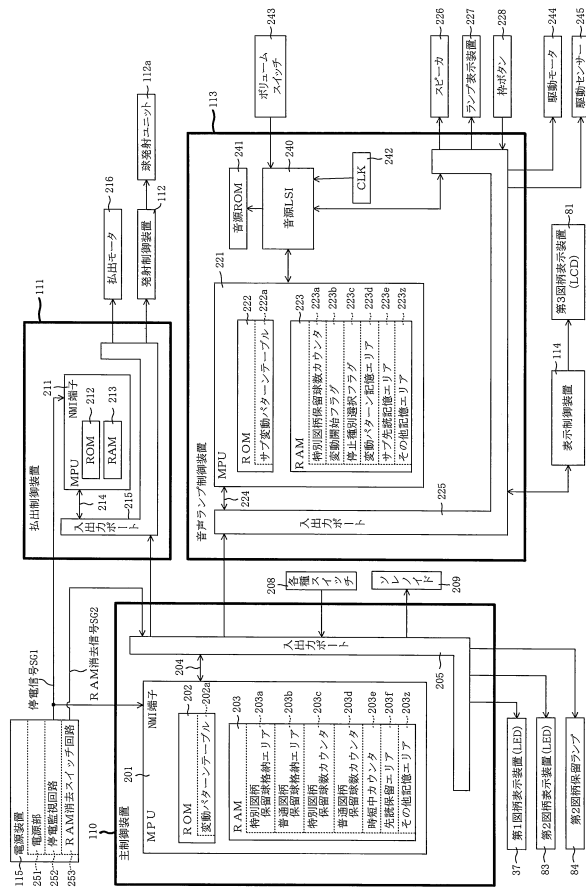 115
電源装置
251
電源部
252
停電監視回路
253
RAM消去スイッチ回路
停電信号SG1
RAM消去信号SG2
110
主制御装置
201
MPU
NMI端子
ROM
202
変動パターンテーブル
202a
RAM
203
特別図柄
保留球格納エリア
203a
普通図柄
保留球格納エリア
203b
特別図柄
保留球数カウンタ
203c
普通図柄
保留球数カウンタ
203d
時短中カウンタ
203e
先読保留エリア
203f
その他記憶エリア
203z
204
入出力ポート
205
各種スイッチ
208
ソレノイド
209
37
第1図柄表示装置(LED)
83
第2図柄表示装置(LED)
84
第2図柄保留ランプ
111
払出制御装置
211
MPU
NMI端子
ROM
212
RAM
213
214
215
入出力ポート
払出モータ
216
発射制御装置
112
球発射ユニット
112a
113
音声ランプ制御装置
221
MPU
ROM
222
サブ変動パターンテーブル
222a
RAM
223
特別図柄保留球数カウンタ
223a
変動開始フラグ
223b
停止種別選択フラグ
223c
変動パターン記憶エリア
223d
サブ先読記憶エリア
223e
その他記憶エリア
223z
224
入出力ポート
225
音源ROM
241
音源LSI
240
CLK
242
ボリューム
スイッチ
243
スピーカ
226
ランプ表示装置
227
枠ボタン
228
駆動モータ
244
駆動センサー
245
表示制御装置
114
第3図柄表示装置
(LCD)
81